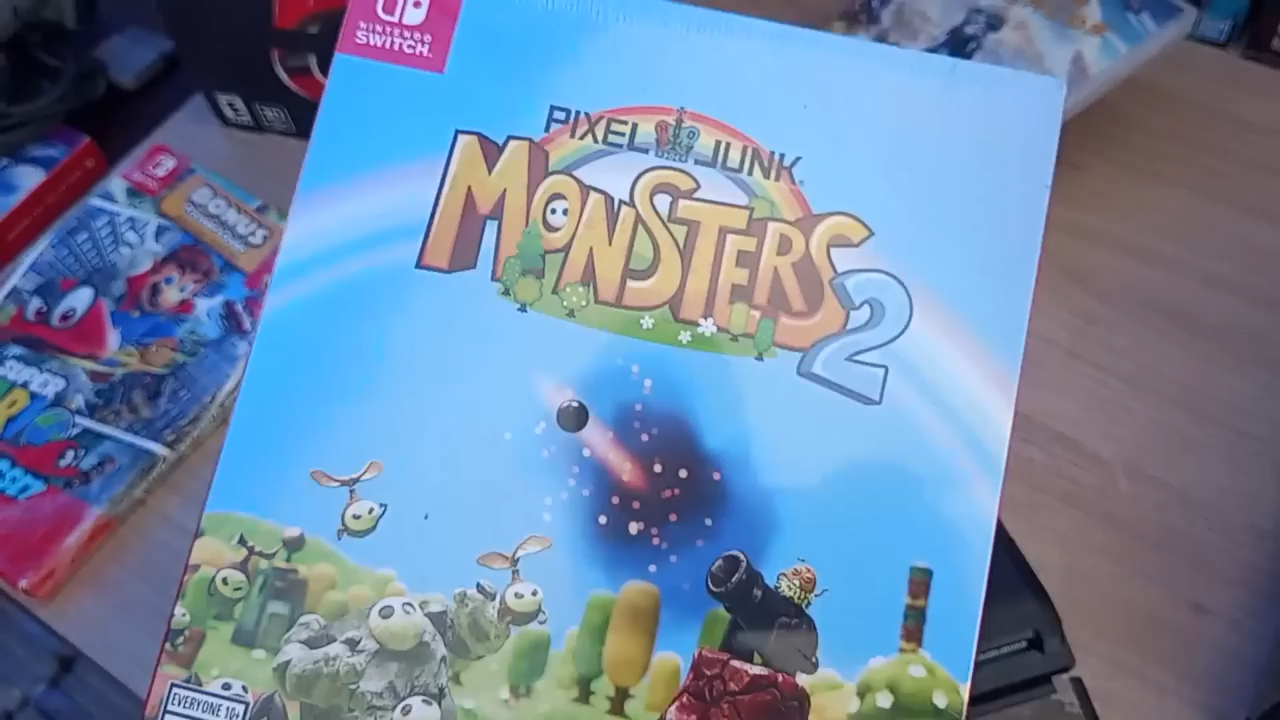 NINTENDO
SWITCH
PIXEL JUNK
MONSTERS
2
BONUS
SUPER
EVERYONE 10+